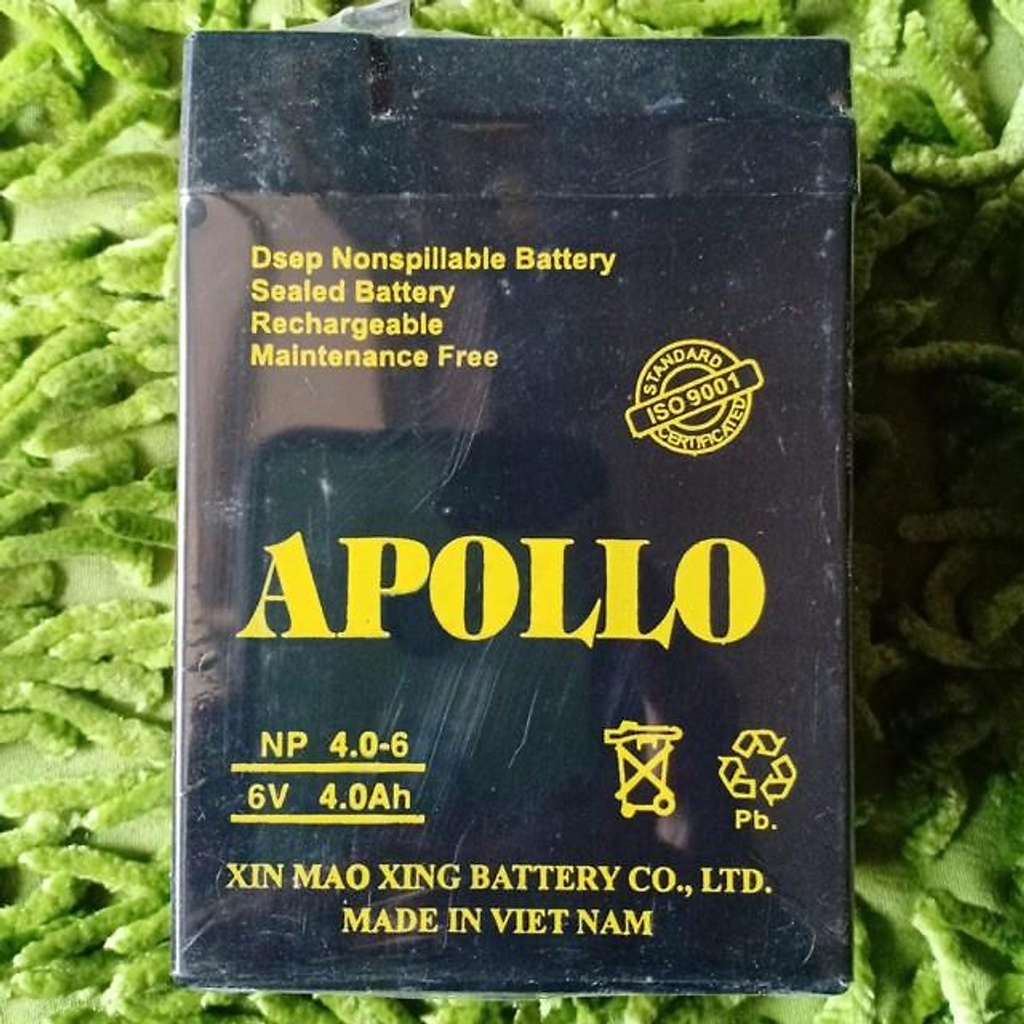 Dsep Nonspillable Battery
Sealed Battery
Rechargeable
Maintenance Free
STANDARD
ISO 9001
CERTIFICATED
APOLLO
NP 4.0-6
6V 4.0Ah
Pb.
XIN MAO XING BATTERY CO., LTD.
MADE IN VIET NAM